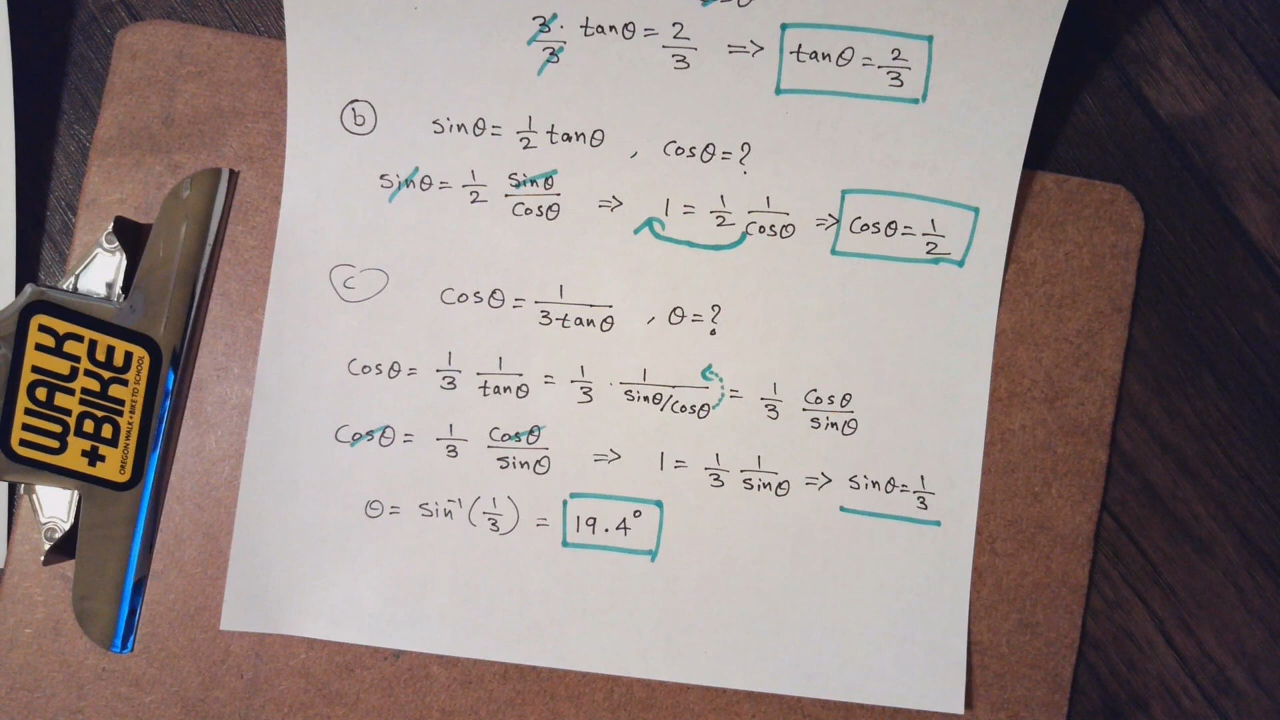 3/3 · tanθ = 2/3 => tanθ = 2/3
b sinθ = 1/2 tanθ , cosθ = ?
sinθ = 1/2 sinθ/cosθ => 1 = 1/2 1/cosθ => cosθ = 1/2
c cosθ = 1/(3tanθ) , θ = ?
cosθ = 1/3 1/tanθ = 1/3 · 1/(sinθ/cosθ) = 1/3 cosθ/sinθ
cosθ = 1/3 cosθ/sinθ => 1 = 1/3 1/sinθ => sinθ = 1/3
θ = sin⁻¹(1/3) = 19.4°
WALK
+BIKE
OREGON WALK+BIKE TO SCHOOL